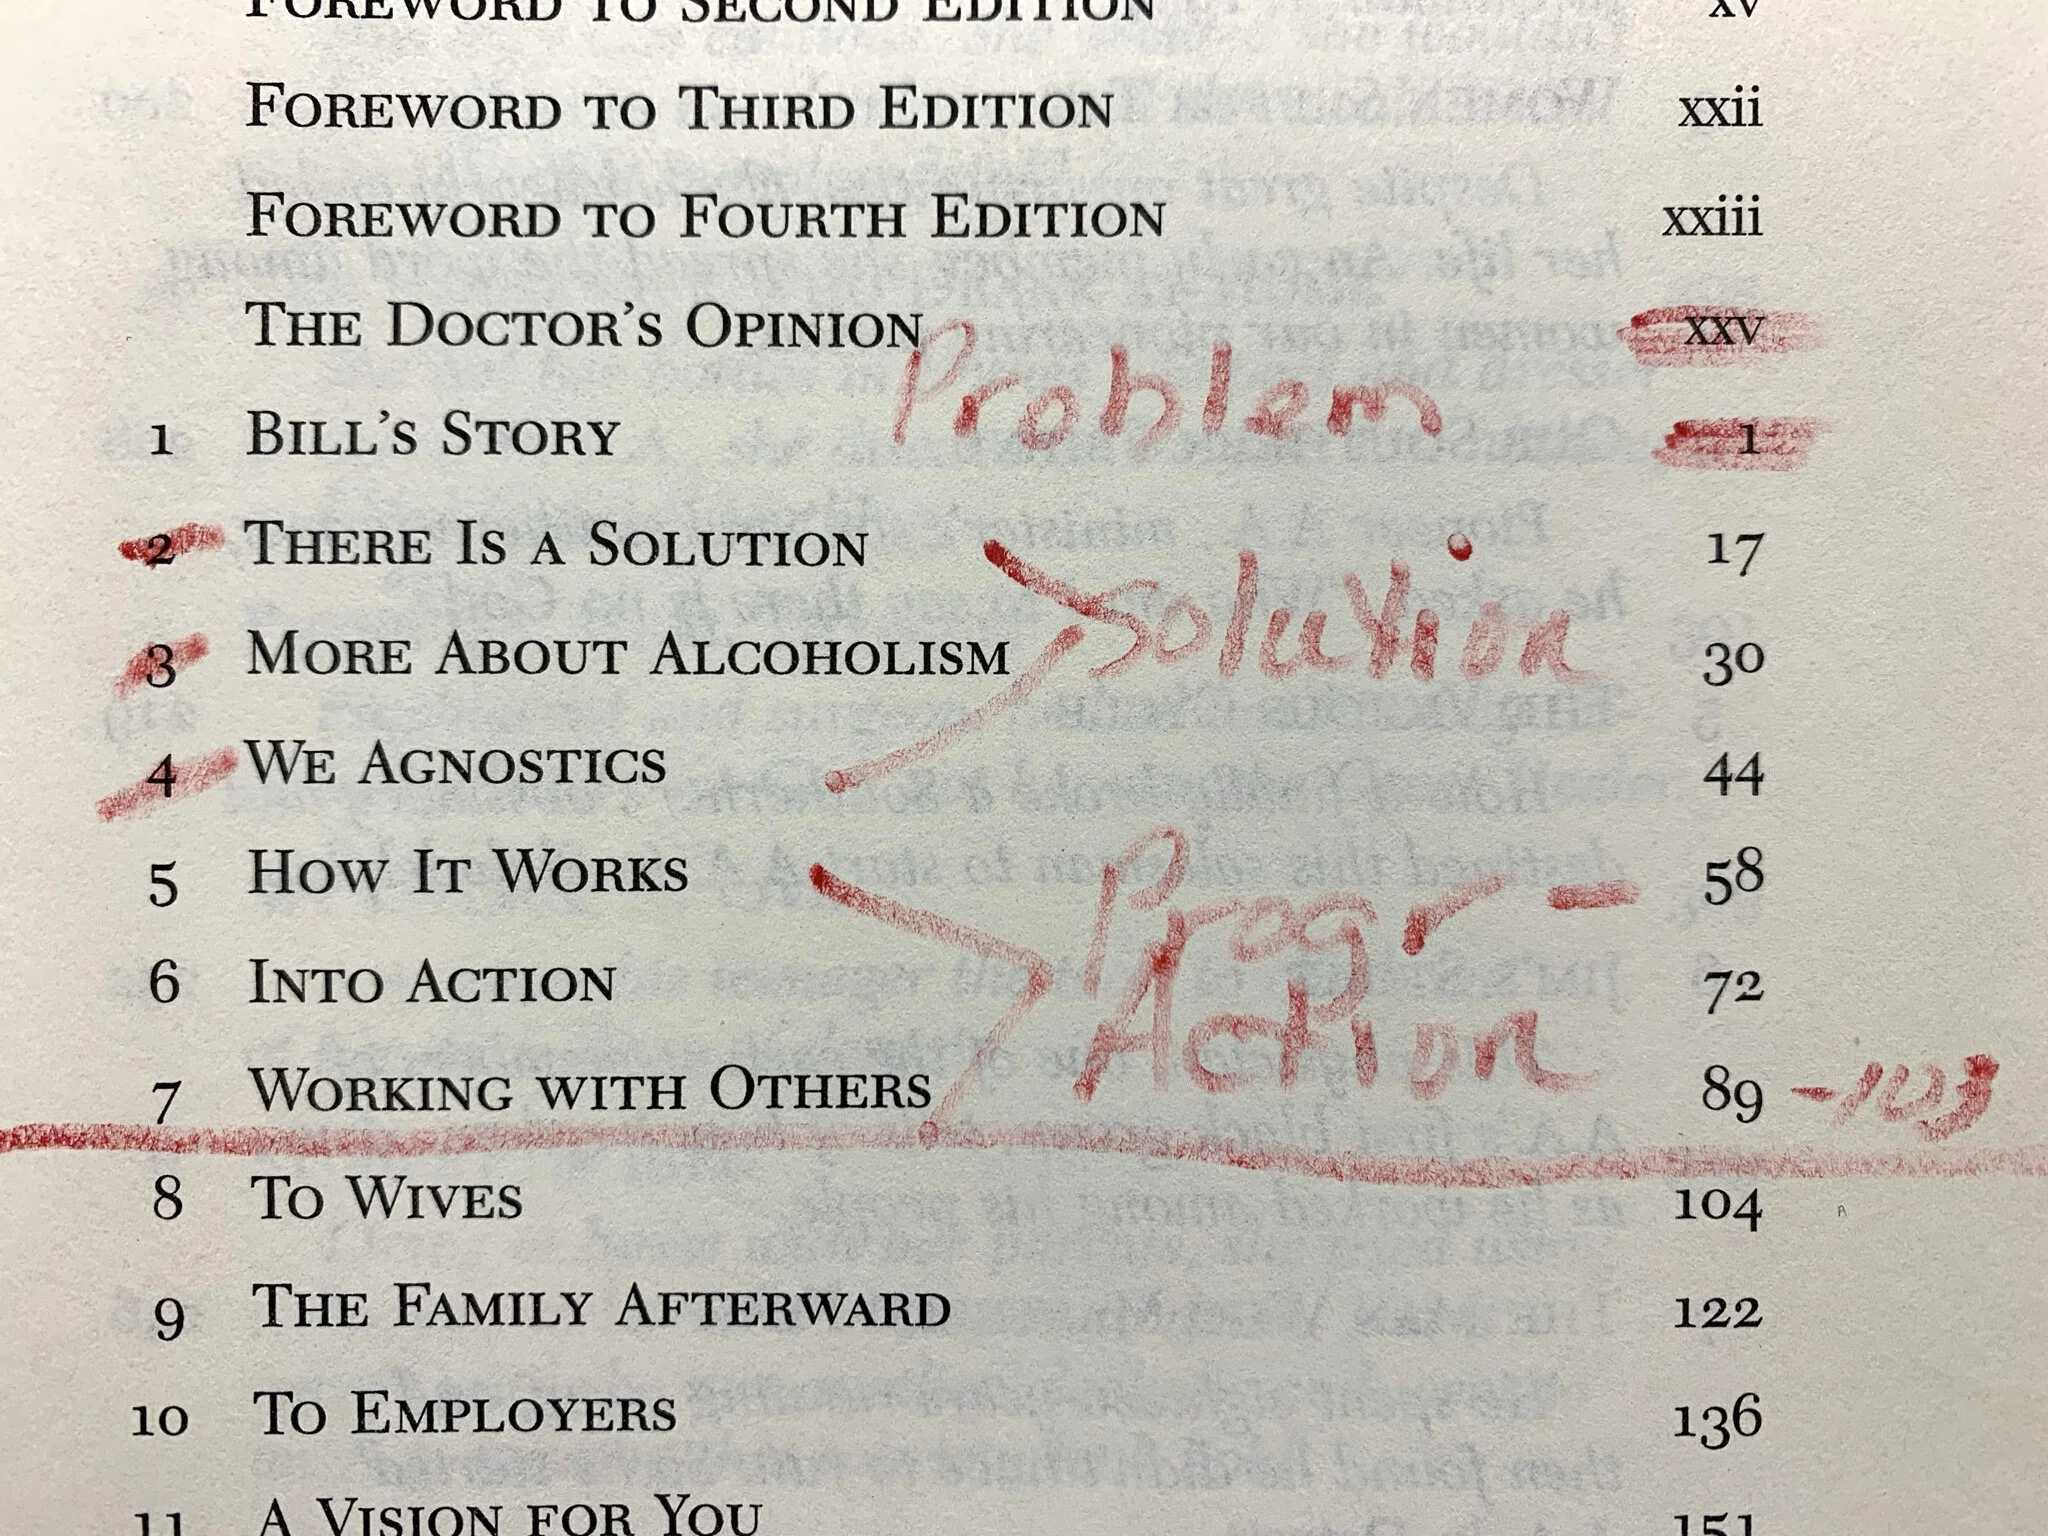 FOREWORD TO SECOND EDITION xv
FOREWORD TO THIRD EDITION xxii
FOREWORD TO FOURTH EDITION xxiii
THE DOCTOR'S OPINION xxv
Problem
1 BILL'S STORY 1
2 THERE IS A SOLUTION 17
Solution
3 MORE ABOUT ALCOHOLISM 30
4 WE AGNOSTICS 44
5 HOW IT WORKS 58
Progr -
6 INTO ACTION 72
Action
7 WORKING WITH OTHERS 89 -103
8 TO WIVES 104
9 THE FAMILY AFTERWARD 122
10 TO EMPLOYERS 136
11 A VISION FOR YOU 151